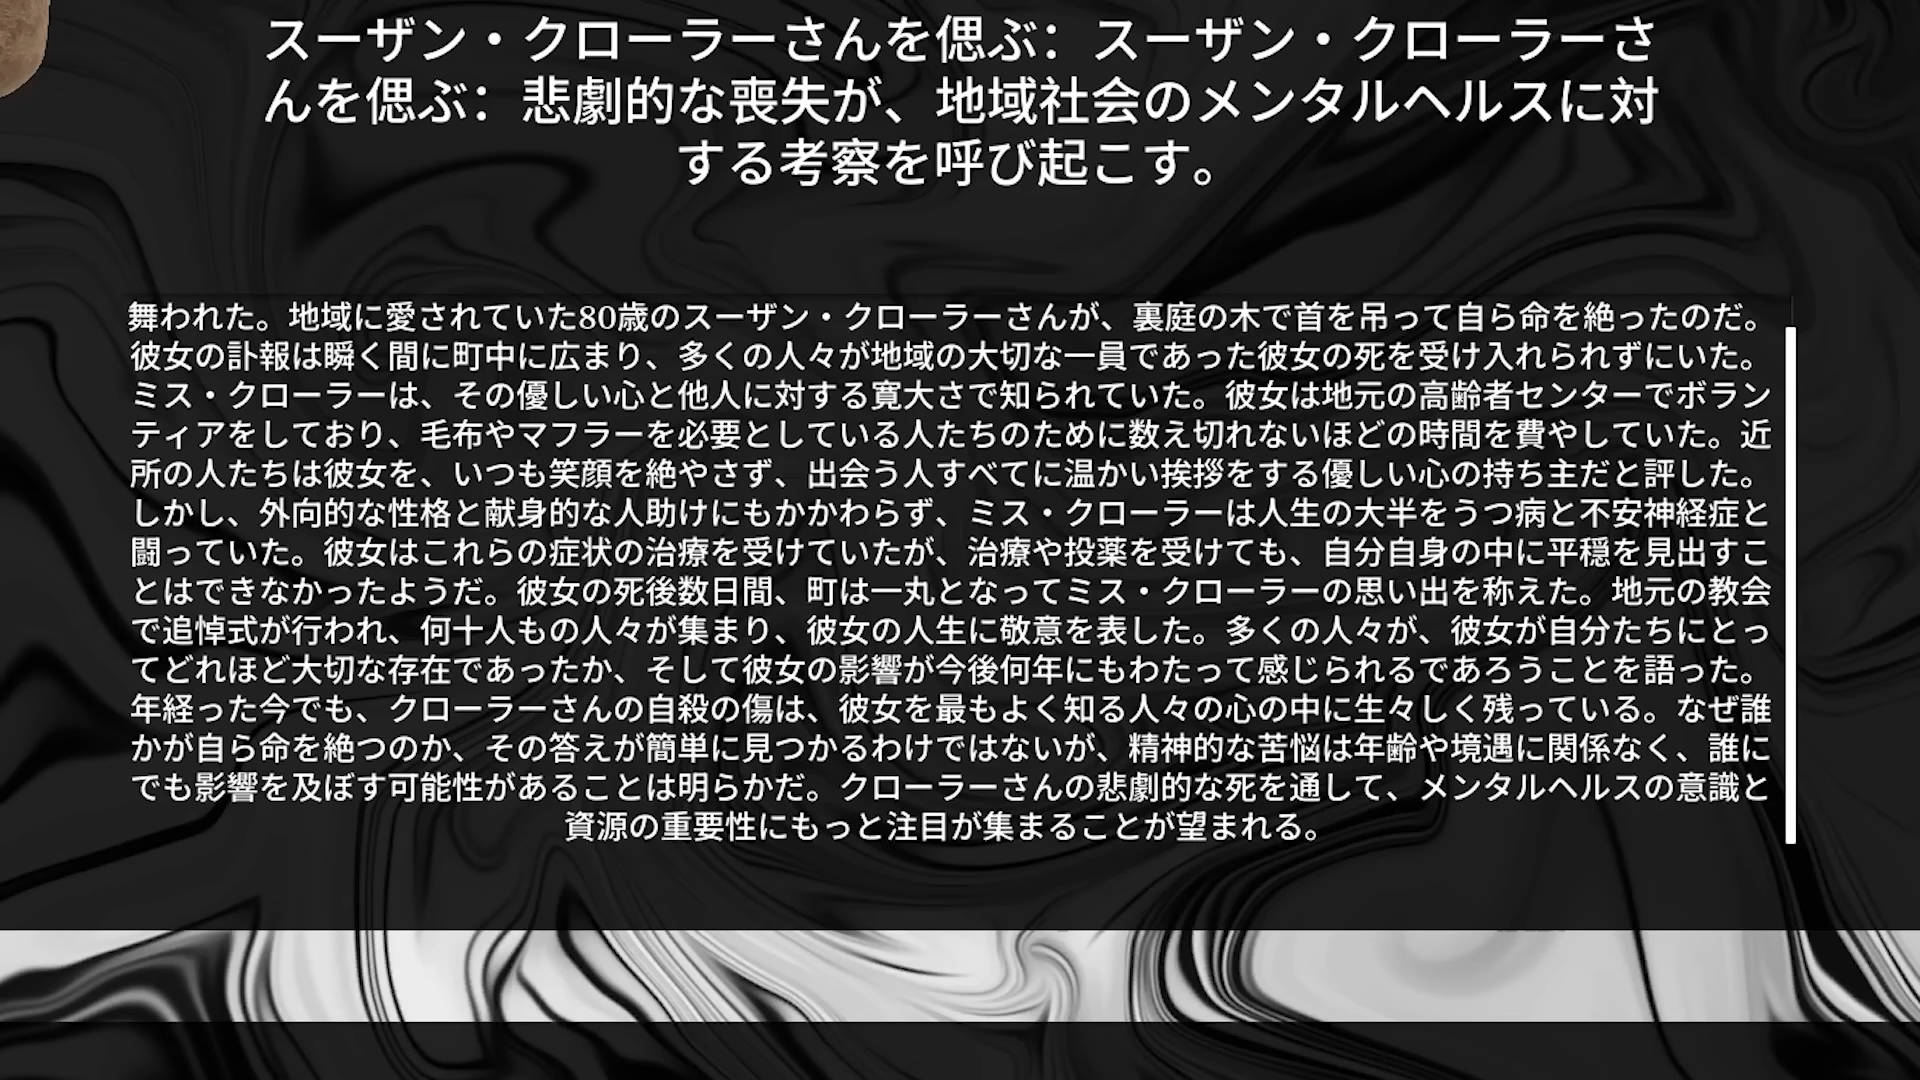 スーザン・クローラーさんを偲ぶ：スーザン・クローラーさ
んを偲ぶ：悲劇的な喪失が、地域社会のメンタルヘルスに対
する考察を呼び起こす。
舞われた。地域に愛されていた80歳のスーザン・クローラーさんが、裏庭の木で首を吊って自ら命を絶ったのだ。
彼女の訃報は瞬く間に町中に広まり、多くの人々が地域の大切な一員であった彼女の死を受け入れられずにいた。
ミス・クローラーは、その優しい心と他人に対する寛大さで知られていた。彼女は地元の高齢者センターでボラン
ティアをしており、毛布やマフラーを必要としている人たちのために数え切れないほどの時間を費やしていた。近
所の人たちは彼女を、いつも笑顔を絶やさず、出会う人すべてに温かい挨拶をする優しい心の持ち主だと評した。
しかし、外向的な性格と献身的な人助けにもかかわらず、ミス・クローラーは人生の大半をうつ病と不安神経症と
闘っていた。彼女はこれらの症状の治療を受けていたが、治療や投薬を受けても、自分自身の中に平穏を見出すこ
とはできなかったようだ。彼女の死後数日間、町は一丸となってミス・クローラーの思い出を称えた。地元の教会
で追悼式が行われ、何十人もの人々が集まり、彼女の人生に敬意を表した。多くの人々が、彼女が自分たちにとっ
てどれほど大切な存在であったか、そして彼女の影響が今後何年にもわたって感じられるであろうことを語った。
年経った今でも、クローラーさんの自殺の傷は、彼女を最もよく知る人々の心の中に生々しく残っている。なぜ誰
かが自ら命を絶つのか、その答えが簡単に見つかるわけではないが、精神的な苦悩は年齢や境遇に関係なく、誰に
でも影響を及ぼす可能性があることは明らかだ。クローラーさんの悲劇的な死を通して、メンタルヘルスの意識と
資源の重要性にもっと注目が集まることが望まれる。